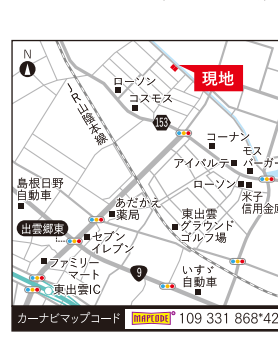 N
現地
ローソン
コスモス
JR山陰本線
153
コーナン
モス
バーガー
アイパルテ
ローソン
米子
信用金庫
島根日野
自動車
あだかえ
薬局
東出雲
グラウンド
ゴルフ場
出雲郷東
セブン
イレブン
9
いすゞ
自動車
ファミリー
マート
東出雲IC
カーナビマップコード MAPCODE 109 331 868*42